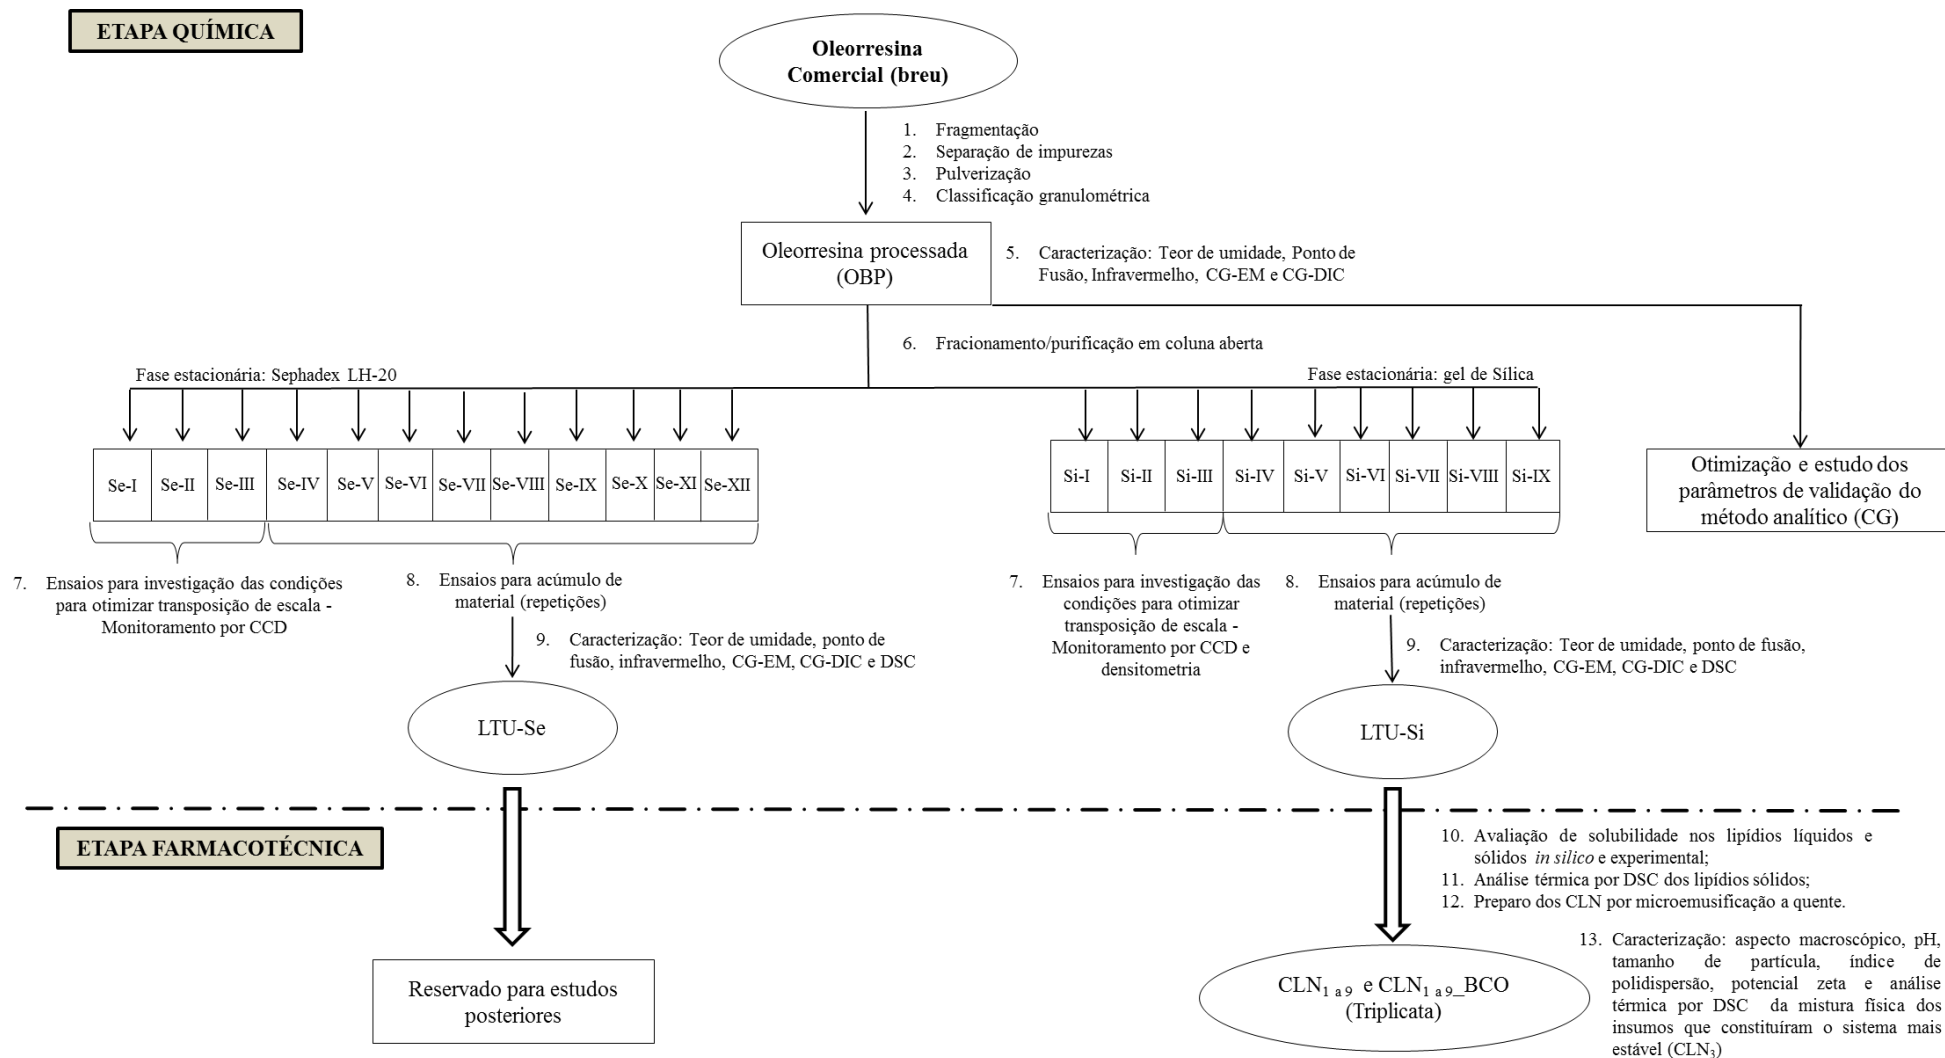 ETAPA QUÍMICA
Oleorresina
Comercial (breu)
1. Fragmentação
2. Separação de impurezas
3. Pulverização
4. Classificação granulométrica
Oleorresina processada
(OBP)
5. Caracterização: Teor de umidade, Ponto de
Fusão, Infravermelho, CG-EM e CG-DIC
6. Fracionamento/purificação em coluna aberta
Fase estacionária: Sephadex LH-20
Fase estacionária: gel de Sílica
Se-I Se-II Se-III Se-IV Se-V Se-VI Se-VII Se-VIII Se-IX Se-X Se-XI Se-XII
Si-I Si-II Si-III Si-IV Si-V Si-VI Si-VII Si-VIII Si-IX
Otimização e estudo dos
parâmetros de validação do
método analítico (CG)
7. Ensaios para investigação das condições
para otimizar transposição de escala -
Monitoramento por CCD
8. Ensaios para acúmulo de
material (repetições)
9. Caracterização: Teor de umidade, ponto de
fusão, infravermelho, CG-EM, CG-DIC e DSC
LTU-Se
7. Ensaios para investigação das
condições para otimizar
transposição de escala -
Monitoramento por CCD e
densitometria
8. Ensaios para acúmulo de
material (repetições)
9. Caracterização: Teor de umidade, ponto de fusão,
infravermelho, CG-EM, CG-DIC e DSC
LTU-Si
ETAPA FARMACOTÉCNICA
10. Avaliação de solubilidade nos lipídios líquidos e
sólidos in silico e experimental;
11. Análise térmica por DSC dos lipídios sólidos;
12. Preparo dos CLN por microemusificação a quente.
Reservado para estudos
posteriores
CLN1 a 9 e CLN1 a 9_BCO
(Triplicata)
13. Caracterização: aspecto macroscópico, pH,
tamanho de partícula, índice de
polidispersão, potencial zeta e análise
térmica por DSC da mistura física dos
insumos que constituíram o sistema mais
estável (CLN3)